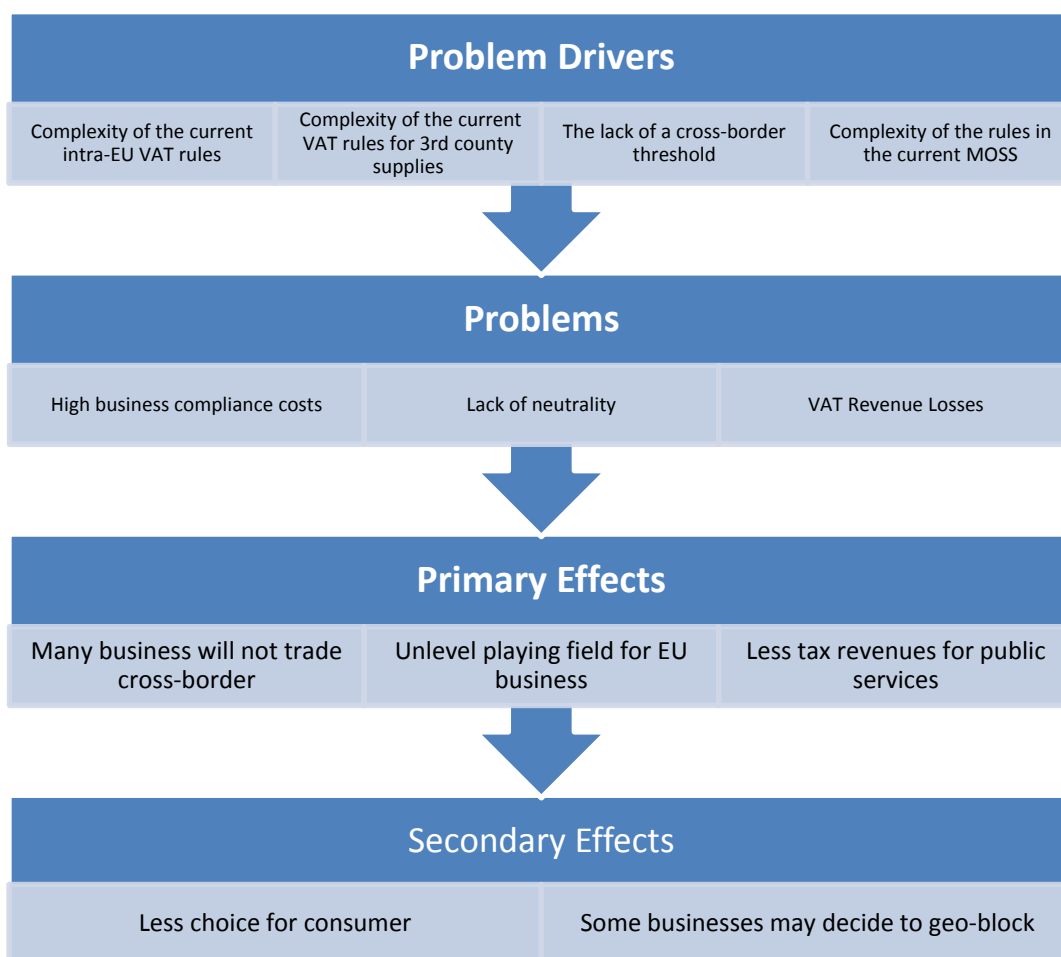 Problem Drivers
Complexity of the current
intra-EU VAT rules
Complexity of the current
VAT rules for 3rd county
supplies
The lack of a cross-border
threshold
Complexity of the rules in
the current MOSS
Problems
High business compliance costs
Lack of neutrality
VAT Revenue Losses
Primary Effects
Many business will not trade
cross-border
Unlevel playing field for EU
business
Less tax revenues for public
services
Secondary Effects
Less choice for consumer
Some businesses may decide to geo-block